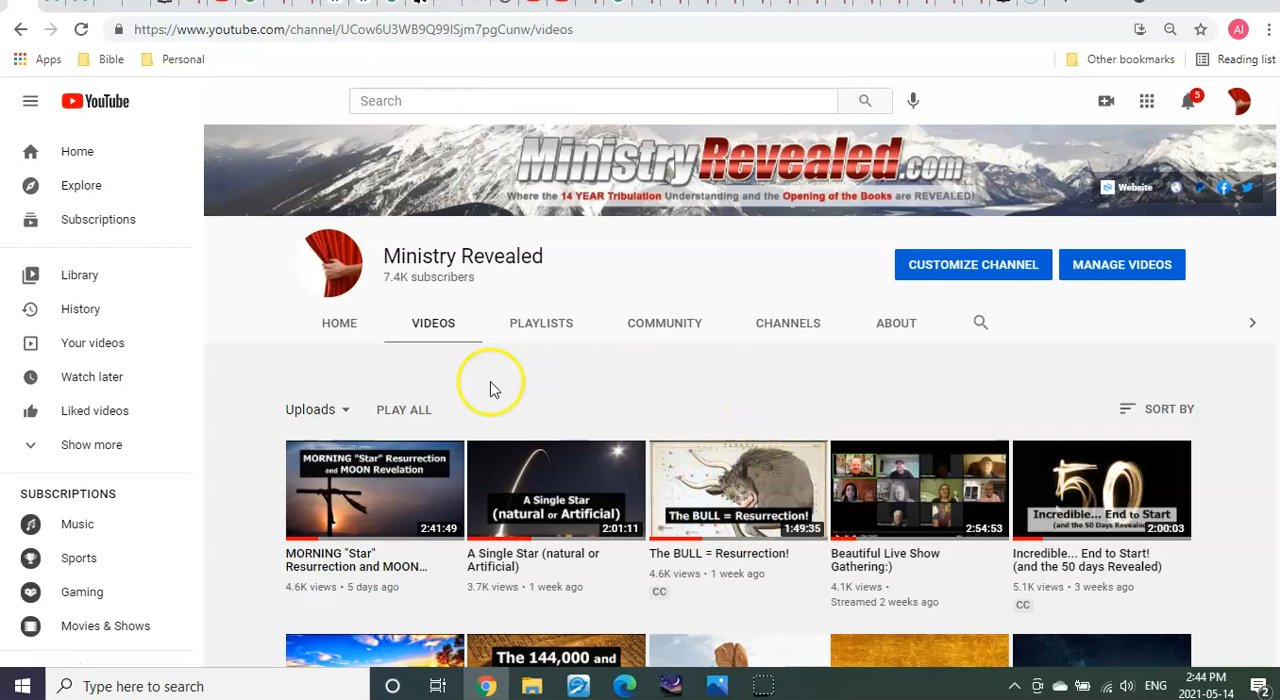 https://www.youtube.com/channel/UCow6U3WB9Q99ISjm7pgCunw/videos
AI
Apps
Bible
Personal
Other bookmarks
Reading list
YouTube
Search
5
Home
Explore
Subscriptions
Library
History
Your videos
Watch later
Liked videos
Show more
SUBSCRIPTIONS
Music
Sports
Gaming
Movies & Shows
MinistryRevealed.com
Where the 14 YEAR Tribulation Understanding and the Opening of the Books are REVEALED!
Website
Ministry Revealed
7.4K subscribers
CUSTOMIZE CHANNEL
MANAGE VIDEOS
HOME
VIDEOS
PLAYLISTS
COMMUNITY
CHANNELS
ABOUT
Uploads
PLAY ALL
SORT BY
MORNING "Star" Resurrection
and MOON Revelation
2:41:49
MORNING "Star"
Resurrection and MOON...
4.6K views • 5 days ago
A Single Star
(natural or Artificial)
2:01:11
A Single Star (natural or
Artificial)
3.7K views • 1 week ago
The BULL = Resurrection!
1:49:35
The BULL = Resurrection!
4.6K views • 1 week ago
CC
2:54:53
Beautiful Live Show
Gathering:)
4.1K views •
Streamed 2 weeks ago
50
Incredible... End to Start
(and the 50 Days Revealed)
2:00:03
Incredible... End to Start!
(and the 50 days Revealed)
5.1K views • 3 weeks ago
CC
The 144,000 and
Type here to search
ENG
2:44 PM
2021-05-14
2